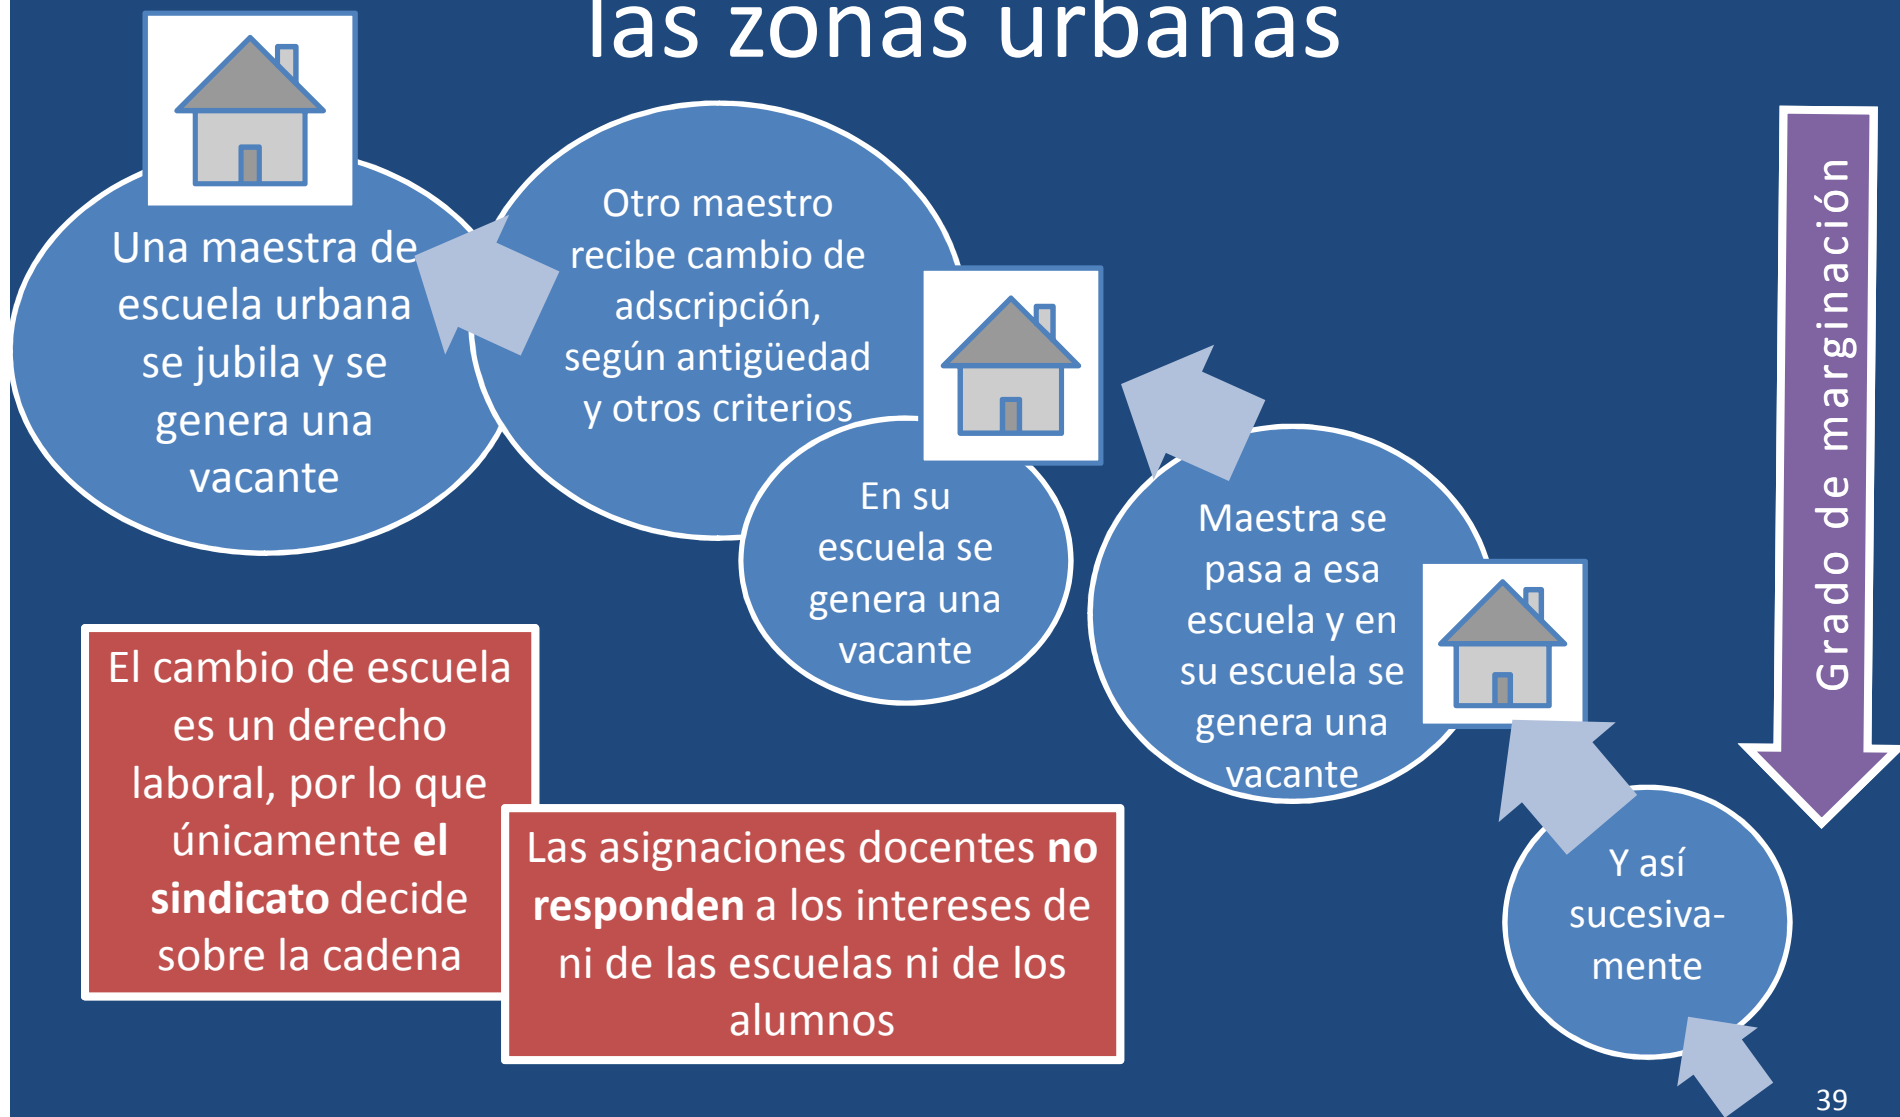 las zonas urbanas
Una maestra de
escuela urbana
se jubila y se
genera una
vacante
Otro maestro
recibe cambio de
adscripción,
según antigüedad
y otros criterios
En su
escuela se
genera una
vacante
Maestra se
pasa a esa
escuela y en
su escuela se
genera una
vacante
Y así
sucesiva-
mente
Grado de marginación
El cambio de escuela
es un derecho
laboral, por lo que
únicamente el
sindicato decide
sobre la cadena
Las asignaciones docentes no
responden a los intereses de
ni de las escuelas ni de los
alumnos
39